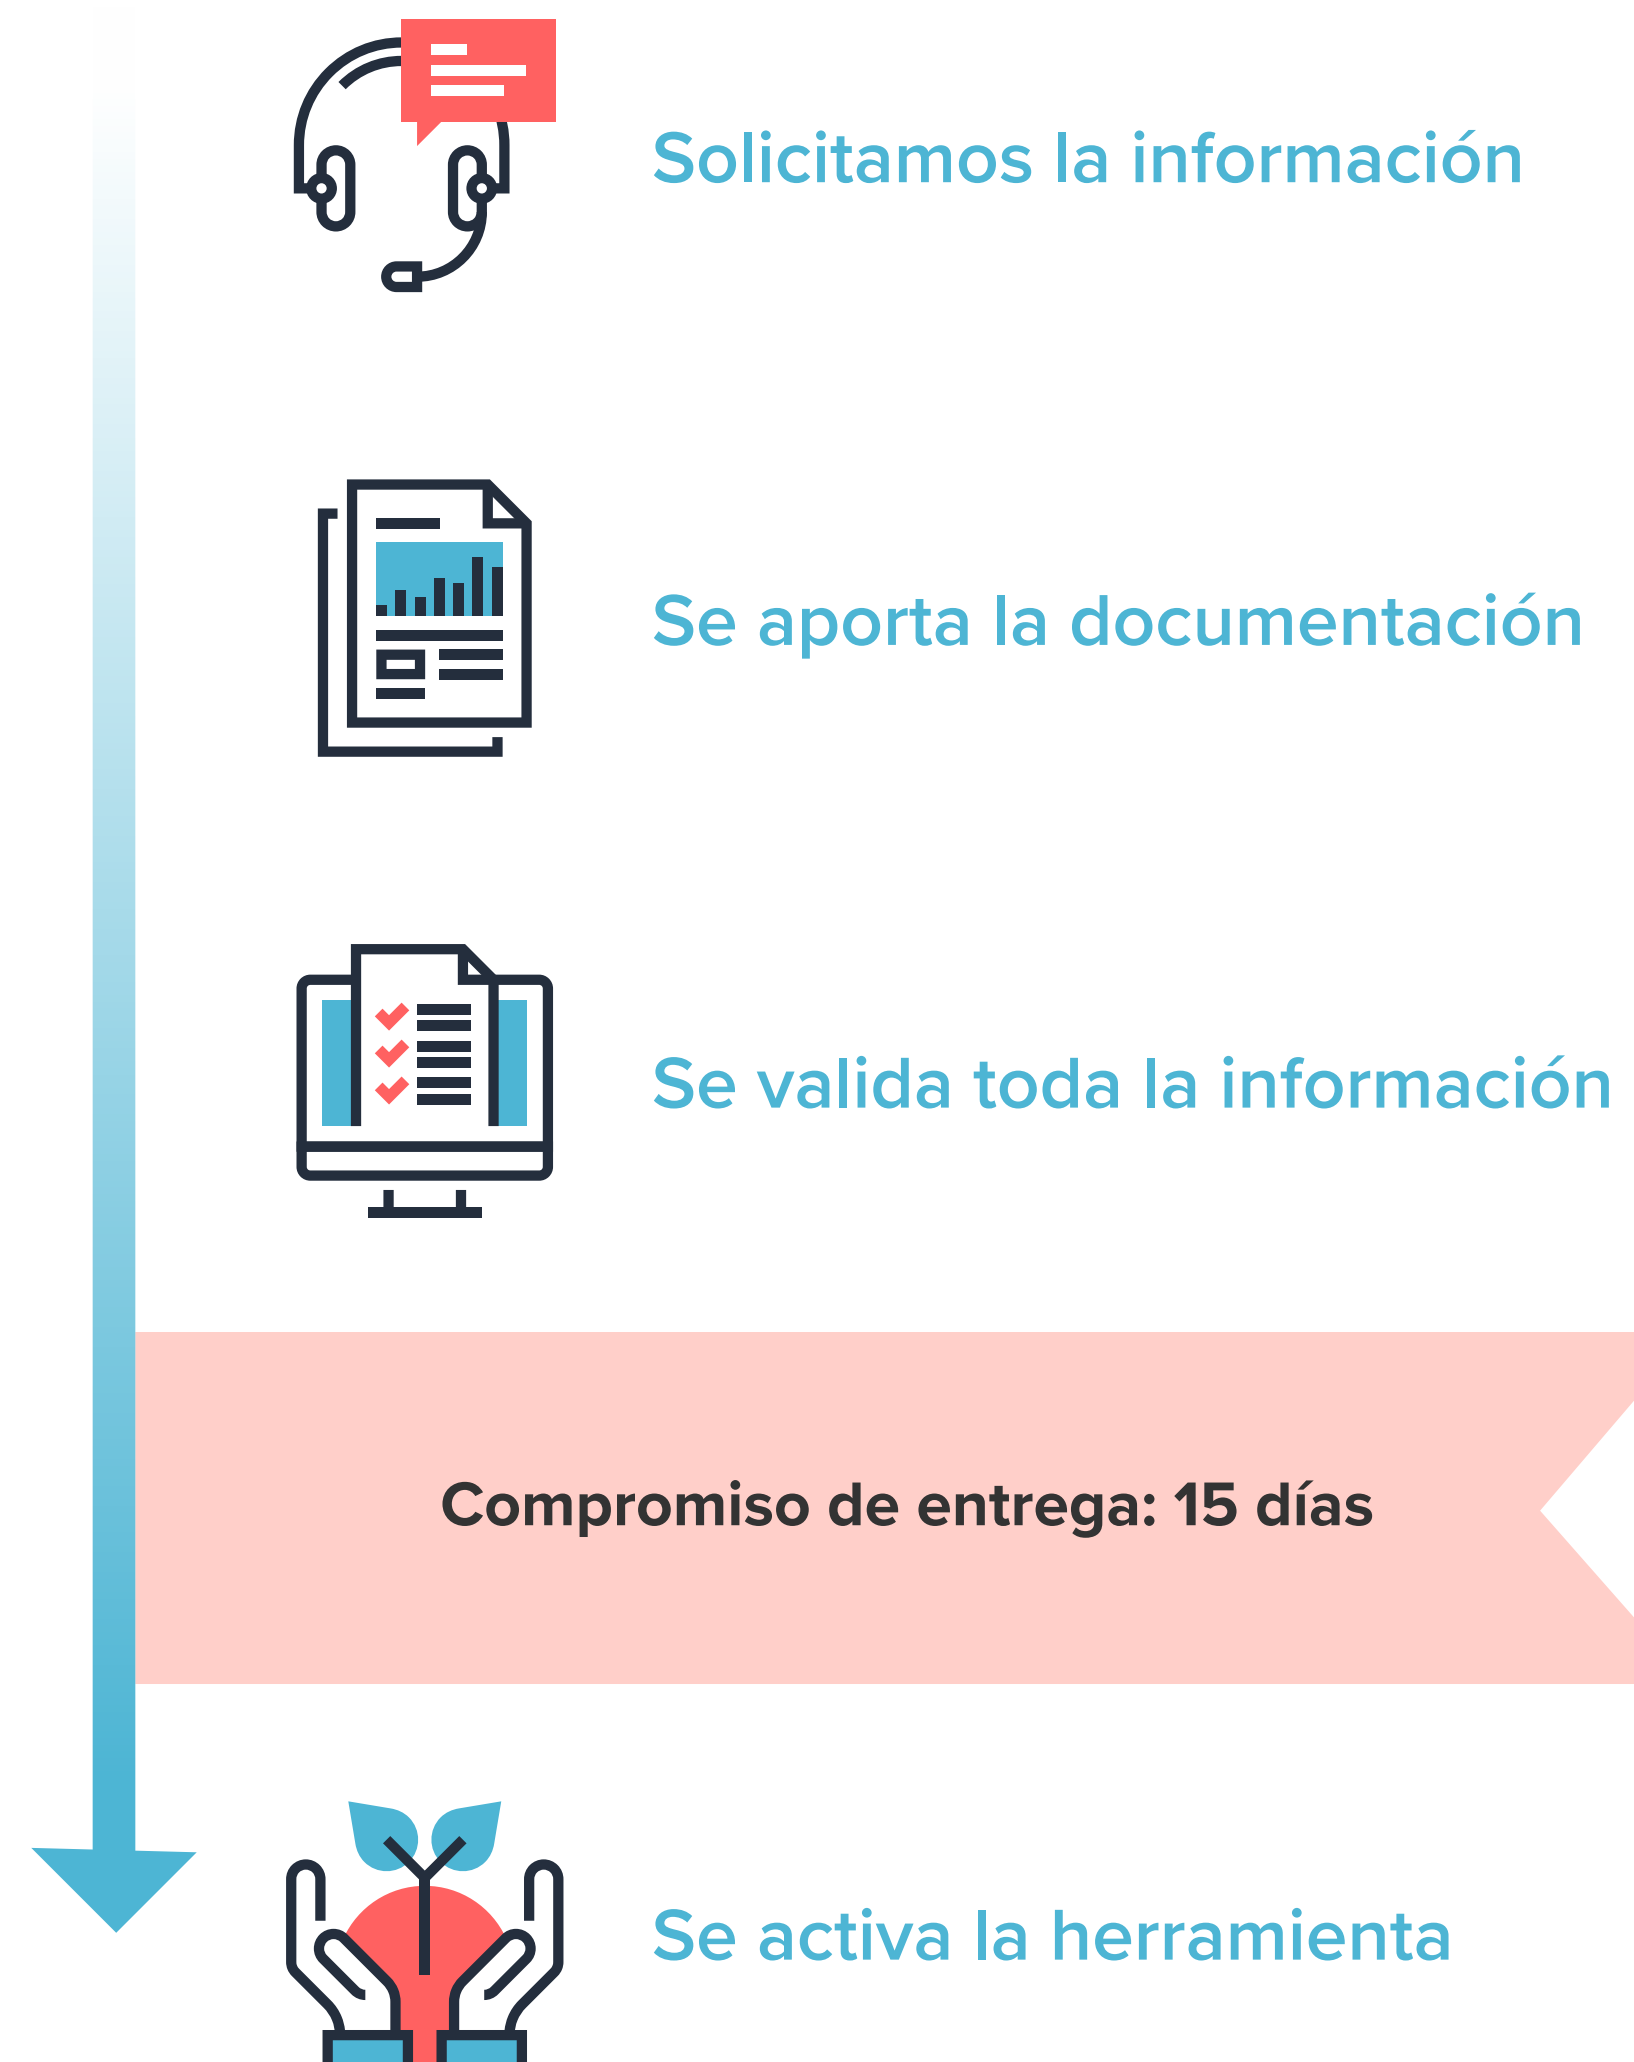 Solicitamos la información
Se aporta la documentación
Se valida toda la información
Compromiso de entrega: 15 días
Se activa la herramienta